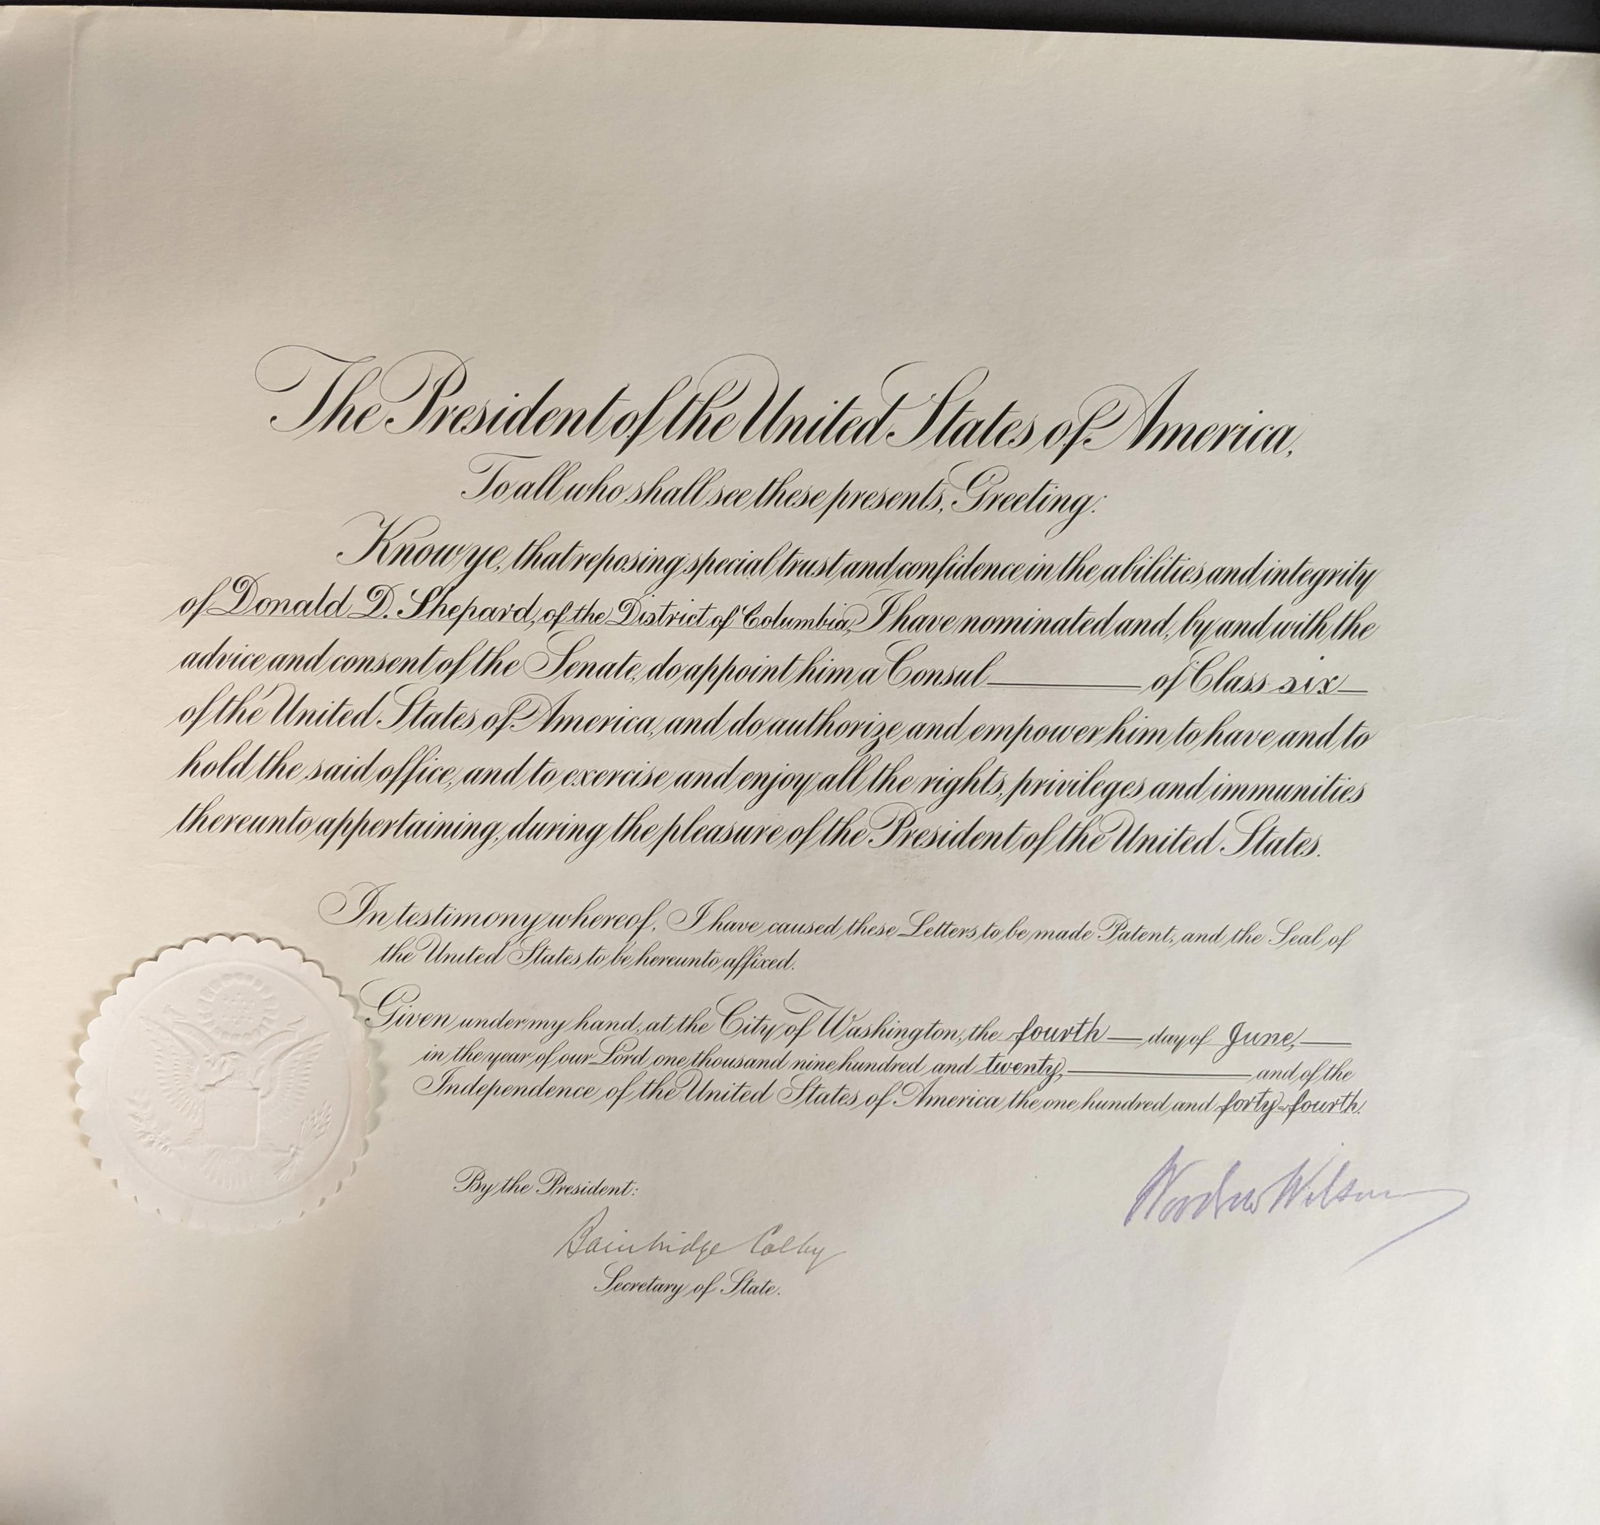 The President of the United States of America,
To all who shall see these presents, Greeting:
Know ye, that reposing special trust and confidence in the abilities and integrity
of Donald D. Shepard, of the District of Columbia, I have nominated and, by and with the
advice and consent of the Senate, do appoint him a Consul of Class six
of the United States of America, and do authorize and empower him to have and to
hold the said office, and to exercise and enjoy all the rights, privileges and immunities
thereunto appertaining, during the pleasure of the President of the United States.
In testimony whereof, I have caused these Letters to be made Patent, and the Seal of
the United States to be hereunto affixed.
Given under my hand, at the City of Washington, the fourth day of June,
in the year of our Lord one thousand nine hundred and twenty, and of the
Independence of the United States of America the one hundred and forty-fourth.
Woodrow Wilson
By the President:
Bainbridge Colby
Secretary of State.